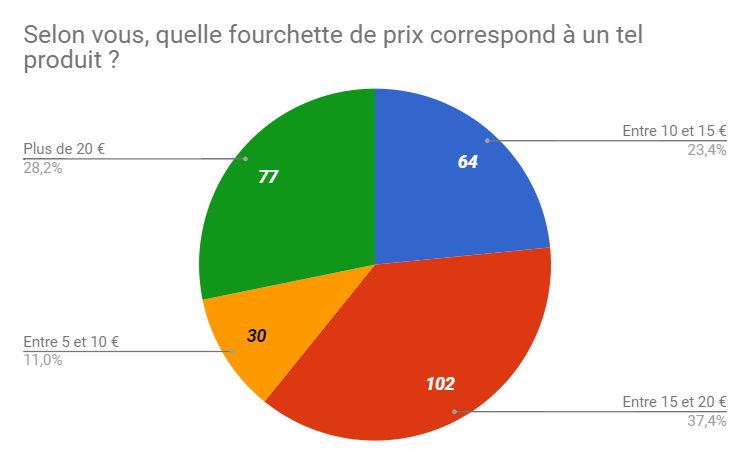 Selon vous, quelle fourchette de prix correspond à un tel
produit ?
Entre 10 et 15 €
23,4%
64
Plus de 20 €
28,2%
77
Entre 5 et 10 €
11,0%
30
102
Entre 15 et 20 €
37,4%